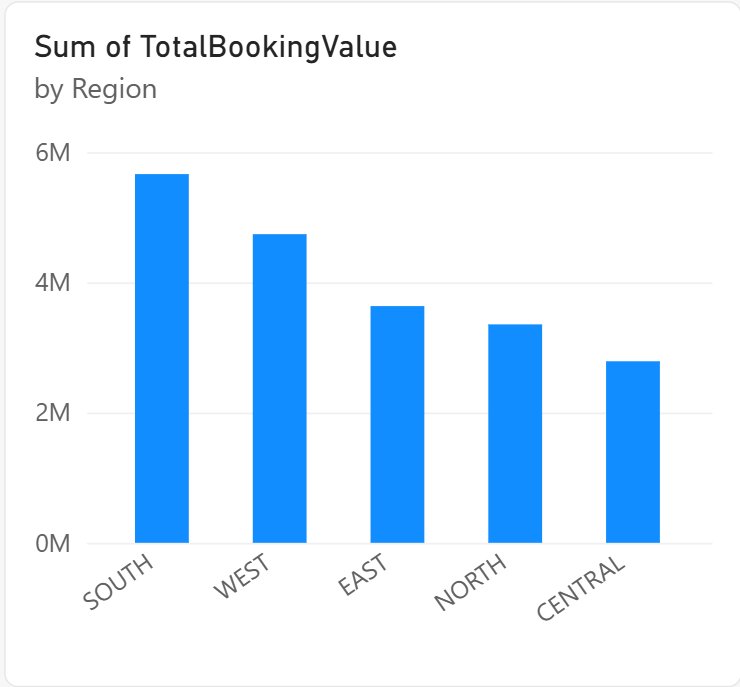 Sum of TotalBookingValue
by Region
6M
4M
2M
0M
SOUTH
WEST
EAST
NORTH
CENTRAL